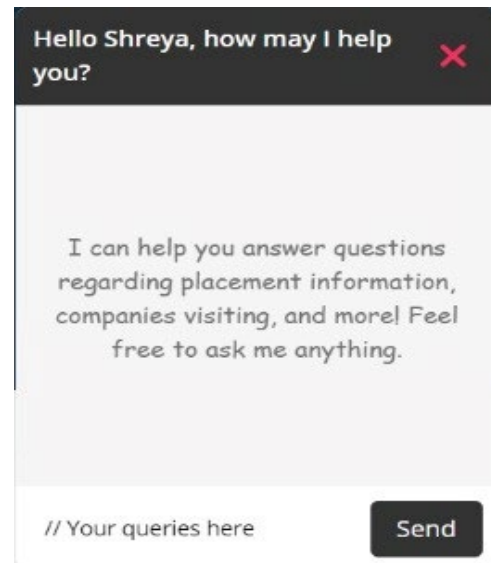 Hello Shreya, how may I help
you?
I can help you answer questions
regarding placement information,
companies visiting, and more! Feel
free to ask me anything.
// Your queries here
Send